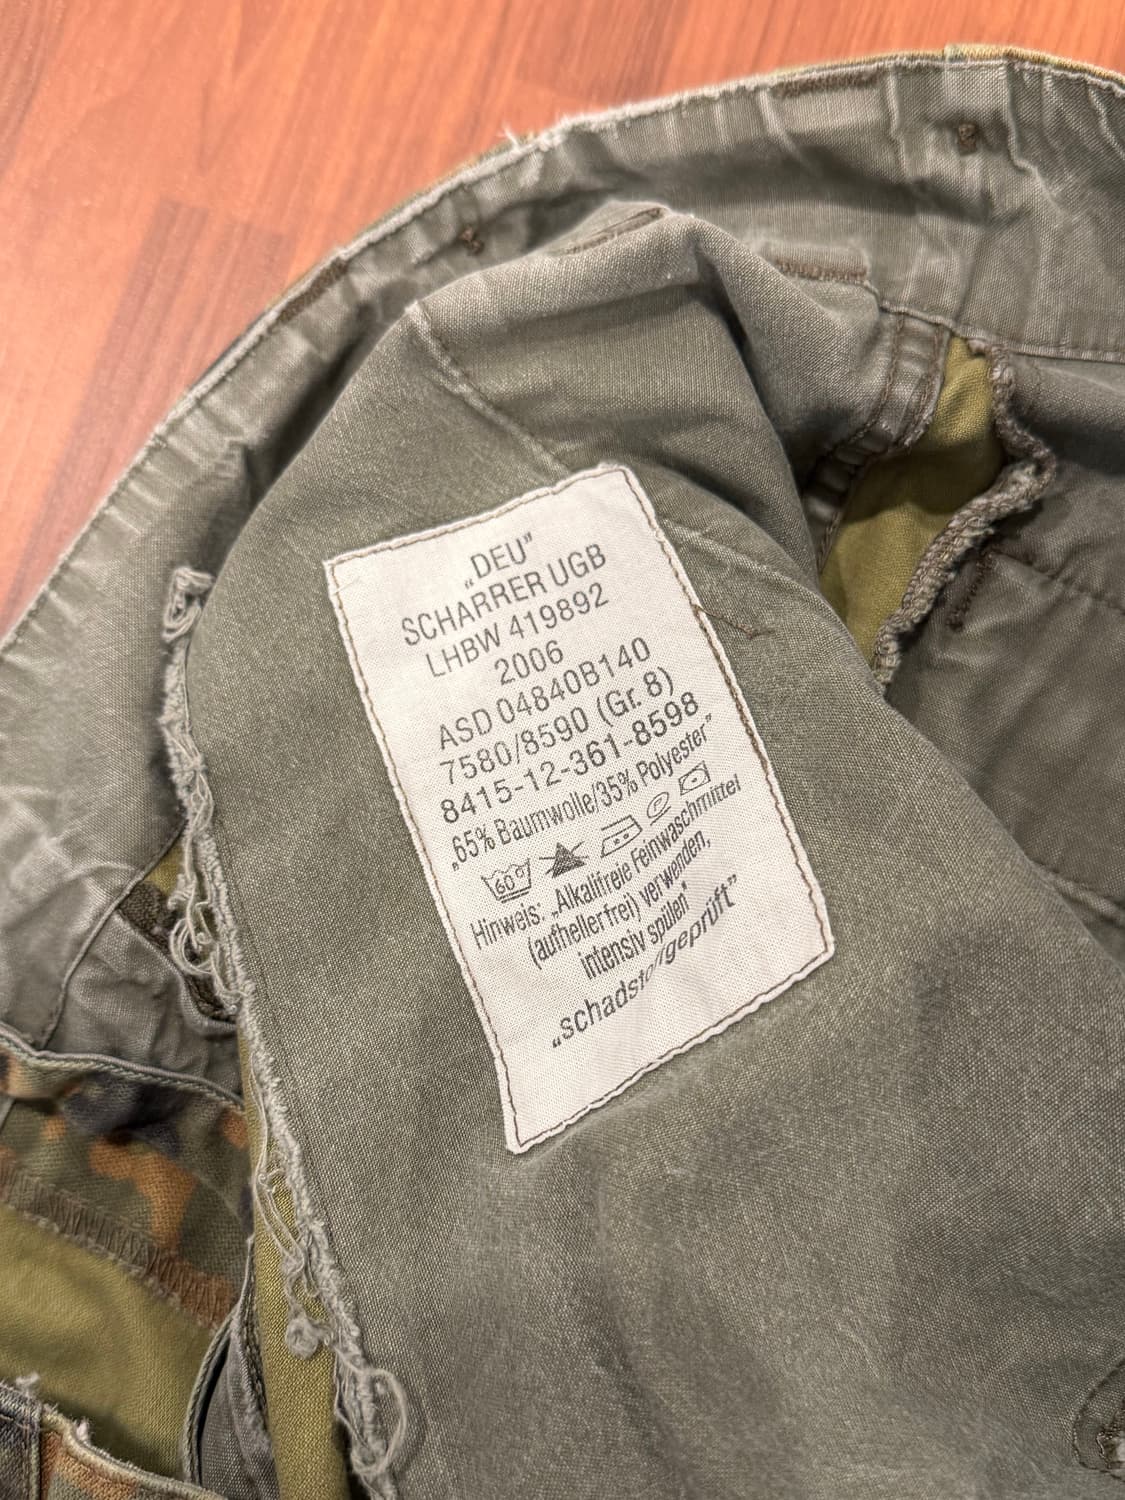 „DEU”
SCHARRER UGB
LHBW 419892
2006
ASD 04840B140
7580/8590 (Gr. 8)
8415-12-361-8598
„65% Baumwolle/35% Polyester”
60°
P
Hinweis: „Alkalifreie Feinwaschmittel
(aufhellerfrei) verwenden,
intensiv spülen”
„schadstoffgeprüft”